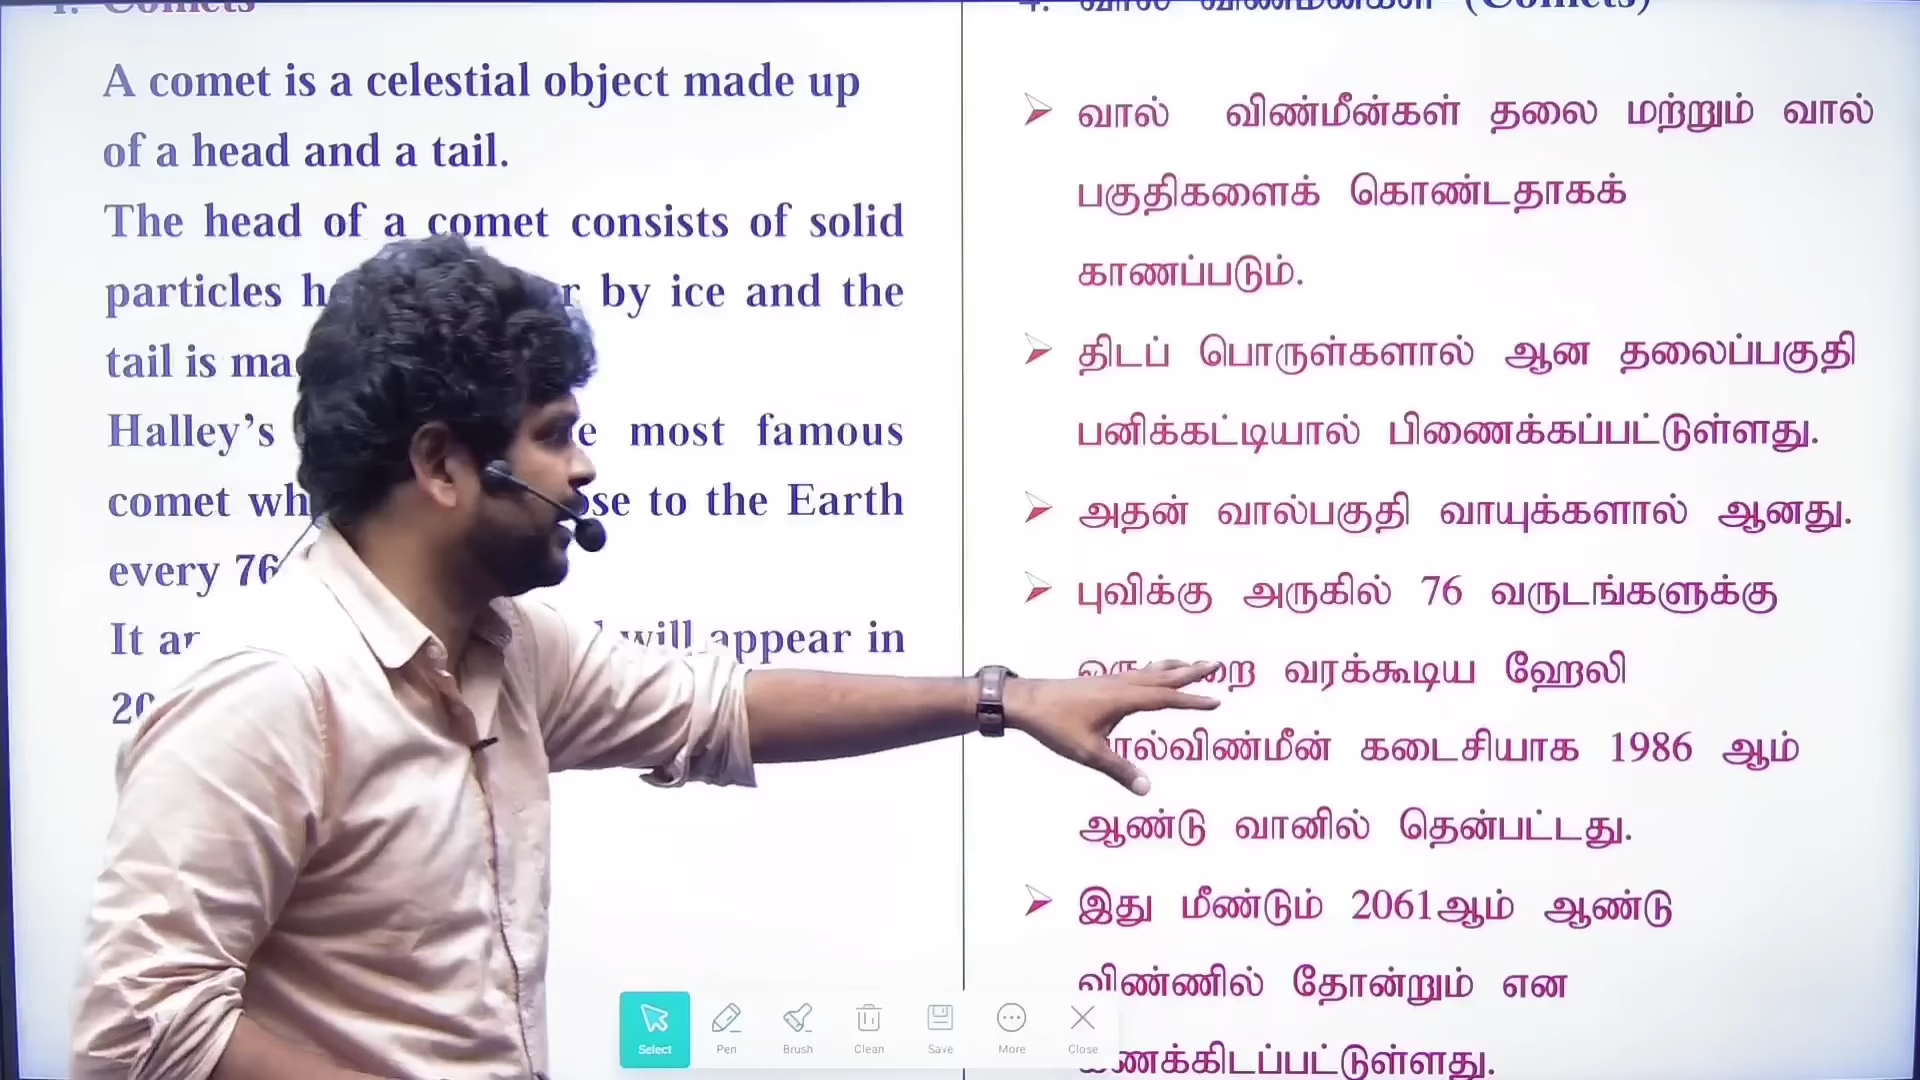 Comets
A comet is a celestial object made up
of a head and a tail.
The head of a comet consists of solid
particles by ice and the
tail is
Halley's most famous
comet to the Earth
every 76
It will appear in
4. வால் விண்மீன்கள் (Comets)
வால் விண்மீன்கள் தலை மற்றும் வால்
பகுதிகளைக் கொண்டதாகக்
காணப்படும்.
திடப் பொருள்களால் ஆன தலைப்பகுதி
பனிக்கட்டியால் பிணைக்கப்பட்டுள்ளது.
அதன் வால்பகுதி வாயுக்களால் ஆனது.
புவிக்கு அருகில் 76 வருடங்களுக்கு
வரக்கூடிய ஹேலி
கடைசியாக 1986 ஆம்
ஆண்டு வானில் தென்பட்டது.
இது மீண்டும் 2061ஆம் ஆண்டு
விண்ணில் தோன்றும் என
Select Pen Brush Clean Save More Close